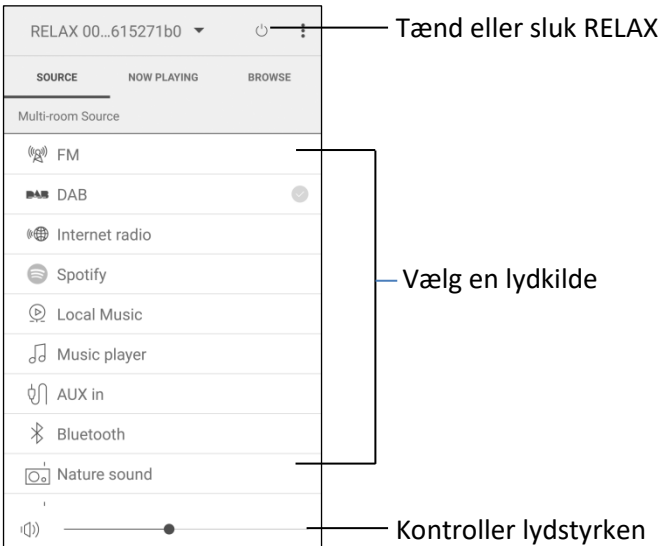 RELAX 00...615271b0
Tænd eller sluk RELAX
SOURCE NOW PLAYING BROWSE
Multi-room Source
FM
DAB DAB
Internet radio
Spotify
Vælg en lydkilde
Local Music
Music player
AUX in
Bluetooth
Nature sound
Kontroller lydstyrken